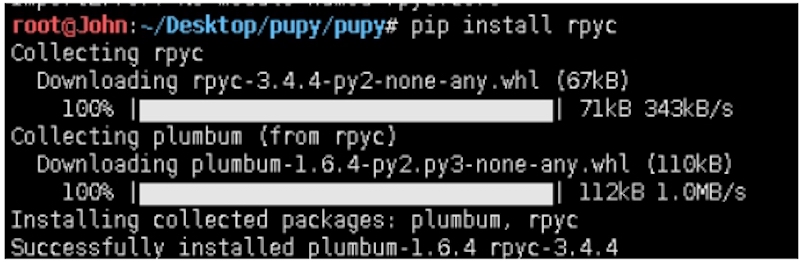 root@John:~/Desktop/pupy/pupy# pip install rpyc
Collecting rpyc
Downloading rpyc-3.4.4-py2-none-any.whl (67kB)
100% || 71kB 343kB/s
Collecting plumbum (from rpyc)
Downloading plumbum-1.6.4-py2.py3-none-any.whl (110kB)
100% || 112kB 1.0MB/s
Installing collected packages: plumbum, rpyc
Successfully installed plumbum-1.6.4 rpyc-3.4.4